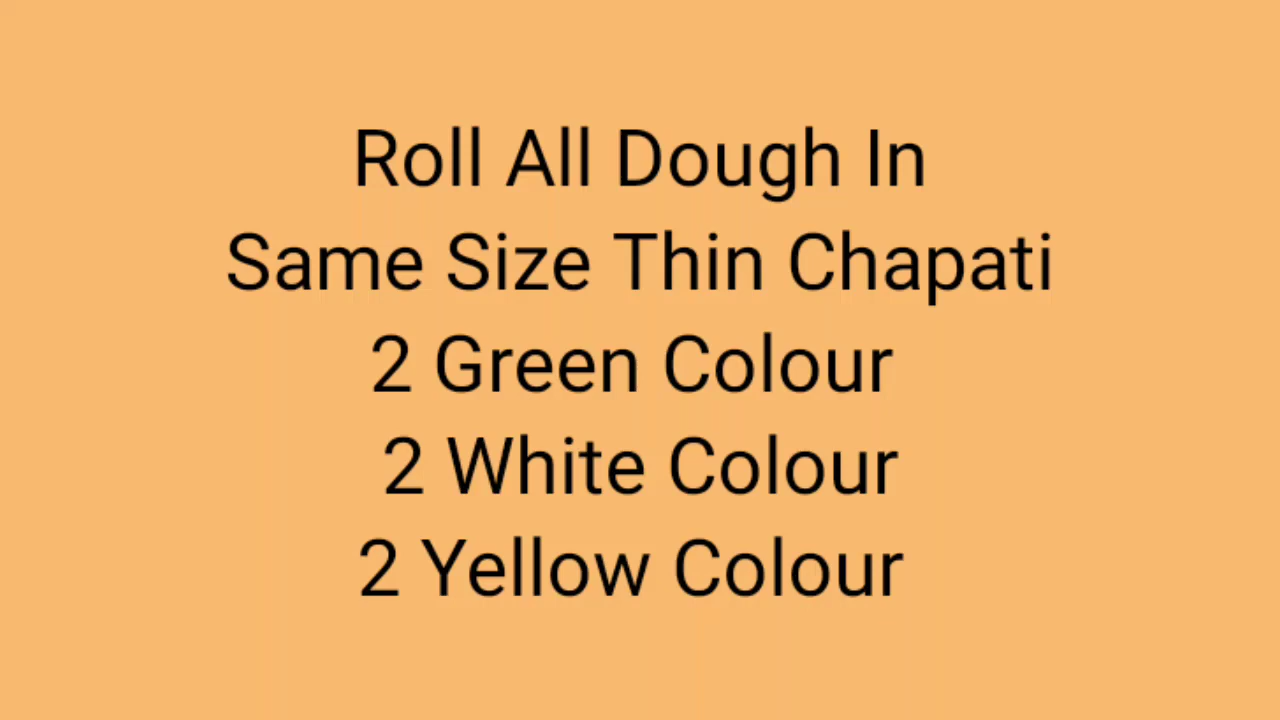 Roll All Dough In
Same Size Thin Chapati
2 Green Colour
2 White Colour
2 Yellow Colour